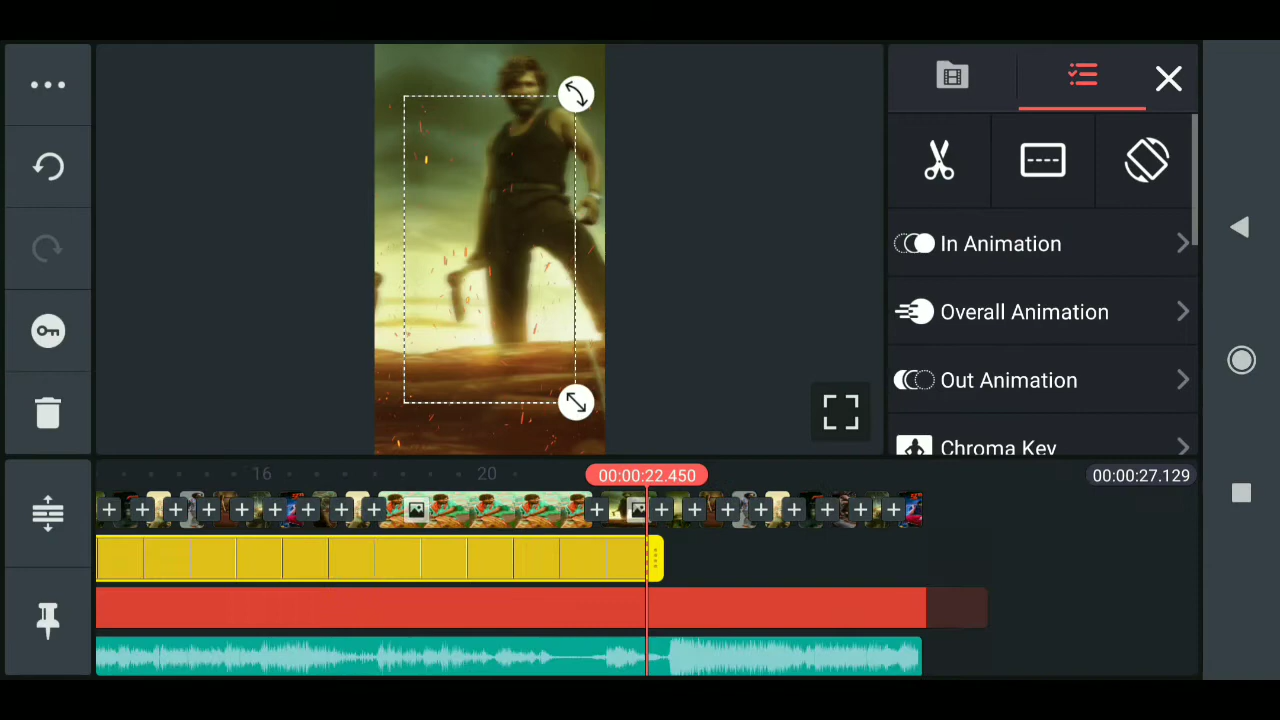 In Animation
Overall Animation
Out Animation
Chroma Key
16
20
00:00:22.450
00:00:27.129